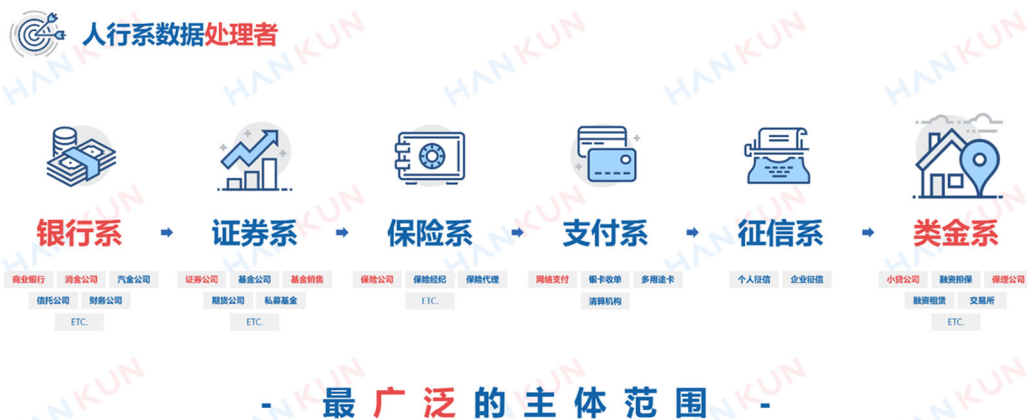 人行系数据处理者
银行系
证券系
保险系
支付系
征信系
类金系
商业银行 消金公司 汽金公司
信托公司 财务公司
ETC.
证券公司 基金公司 基金销售
期货公司 私募基金
ETC.
保险公司 保险经纪 保险代理
ETC.
网络支付 银卡收单 多用途卡
清算机构
个人征信 企业征信
小贷公司 融资担保 保理公司
融资租赁 交易所
ETC.
- 最广泛的主体范围 -
HANKUN